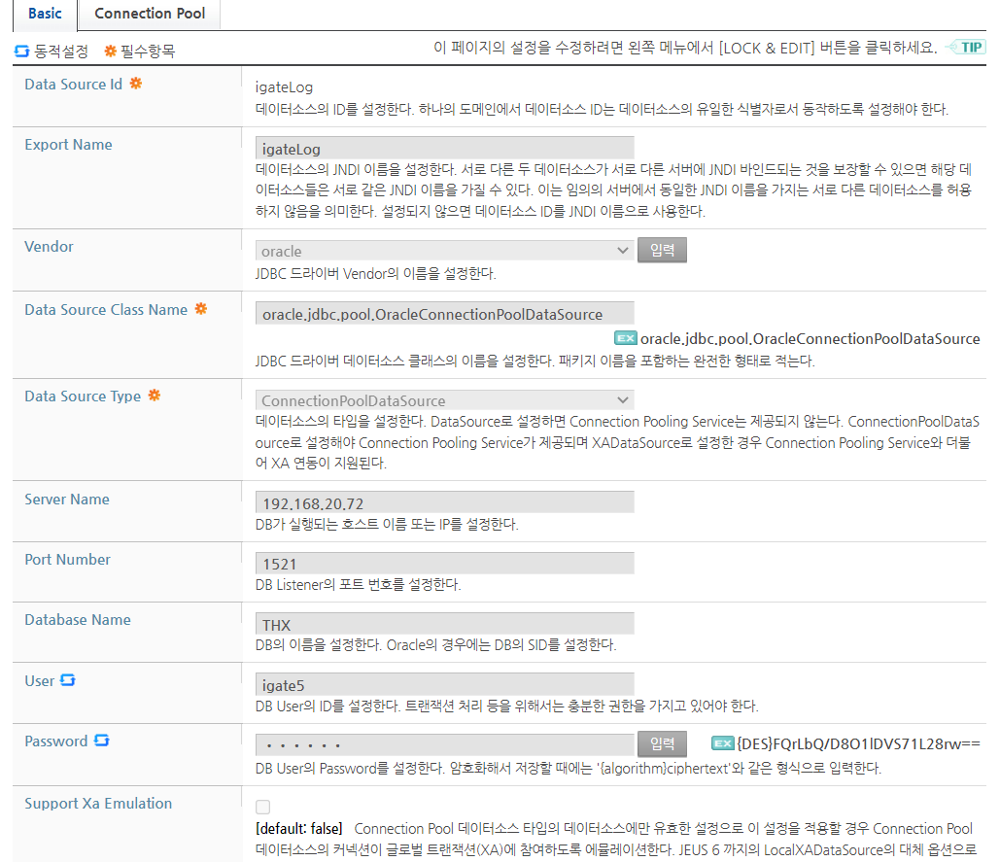 Basic
Connection Pool
동적설정 필수항목
이 페이지의 설정을 수정하려면 왼쪽 메뉴에서 [LOCK & EDIT] 버튼을 클릭하세요. TIP
Data Source Id
igateLog
데이터소스의 ID를 설정한다. 하나의 도메인에서 데이터소스 ID는 데이터소스의 유일한 식별자로서 동작하도록 설정해야 한다.
Export Name
igateLog
데이터소스의 JNDI 이름을 설정한다. 서로 다른 두 데이터소스가 서로 다른 서버에 JNDI 바인드되는 것을 보장할 수 있으면 해당 데
이터소스들은 서로 같은 JNDI 이름을 가질 수 있다. 이는 임의의 서버에서 동일한 JNDI 이름을 가지는 서로 다른 데이터소스를 허용
하지 않음을 의미한다. 설정되지 않으면 데이터소스 ID를 JNDI 이름으로 사용한다.
Vendor
oracle 입력
JDBC 드라이버 Vendor의 이름을 설정한다.
Data Source Class Name
oracle.jdbc.pool.OracleConnectionPoolDataSource
EX oracle.jdbc.pool.OracleConnectionPoolDataSource
JDBC 드라이버 데이터소스 클래스의 이름을 설정한다. 패키지 이름을 포함하는 완전한 형태로 적는다.
Data Source Type
ConnectionPoolDataSource
데이터소스의 타입을 설정한다. DataSource로 설정하면 Connection Pooling Service는 제공되지 않는다. ConnectionPoolDataS
ource로 설정해야 Connection Pooling Service가 제공되며 XADataSource로 설정한 경우 Connection Pooling Service와 더불
어 XA 연동이 지원된다.
Server Name
192.168.20.72
DB가 실행되는 호스트 이름 또는 IP를 설정한다.
Port Number
1521
DB Listener의 포트 번호를 설정한다.
Database Name
THX
DB의 이름을 설정한다. Oracle의 경우에는 DB의 SID를 설정한다.
User
igate5
DB User의 ID를 설정한다. 트랜잭션 처리 등을 위해서는 충분한 권한을 가지고 있어야 한다.
Password
• • • • • • 입력 EX {DES}FQrLbQ/D8O1lDVS71L28rw==
DB User의 Password를 설정한다. 암호화해서 저장할 때에는 '{algorithm}ciphertext'와 같은 형식으로 입력한다.
Support Xa Emulation
[default: false] Connection Pool 데이터소스 타입의 데이터소스에만 유효한 설정으로 이 설정을 적용할 경우 Connection Pool
데이터소스의 커넥션이 글로벌 트랜잭션(XA)에 참여하도록 에뮬레이션한다. JEUS 6 까지의 LocalXADataSource의 대체 옵션으로